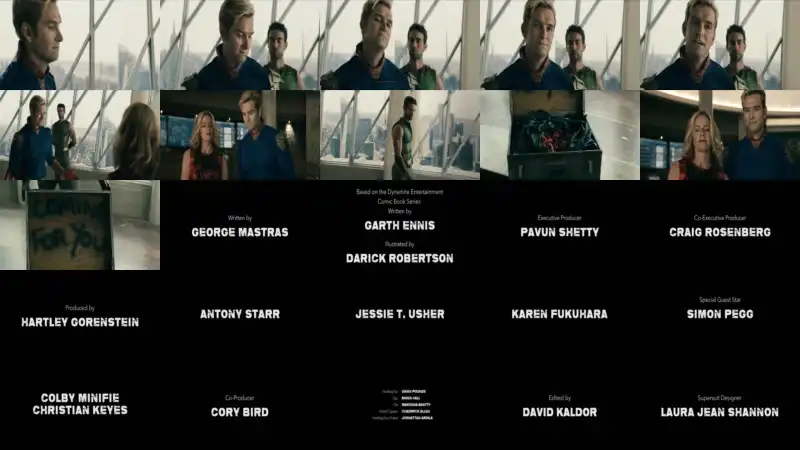 COMING
FOR YOU
Written by
GEORGE MASTRAS
Based on the Dynamite Entertainment
Comic Book Series
Written by
GARTH ENNIS
Illustrated by
DARICK ROBERTSON
Executive Producer
PAVUN SHETTY
Co-Executive Producer
CRAIG ROSENBERG
Produced by
HARTLEY GORENSTEIN
ANTONY STARR
JESSIE T. USHER
KAREN FUKUHARA
Special Guest Star
SIMON PEGG
COLBY MINIFIE
CHRISTIAN KEYES
Co-Producer
CORY BIRD
Edited by
DAVID KALDOR
Supersuit Designer
LAURA JEAN SHANNON